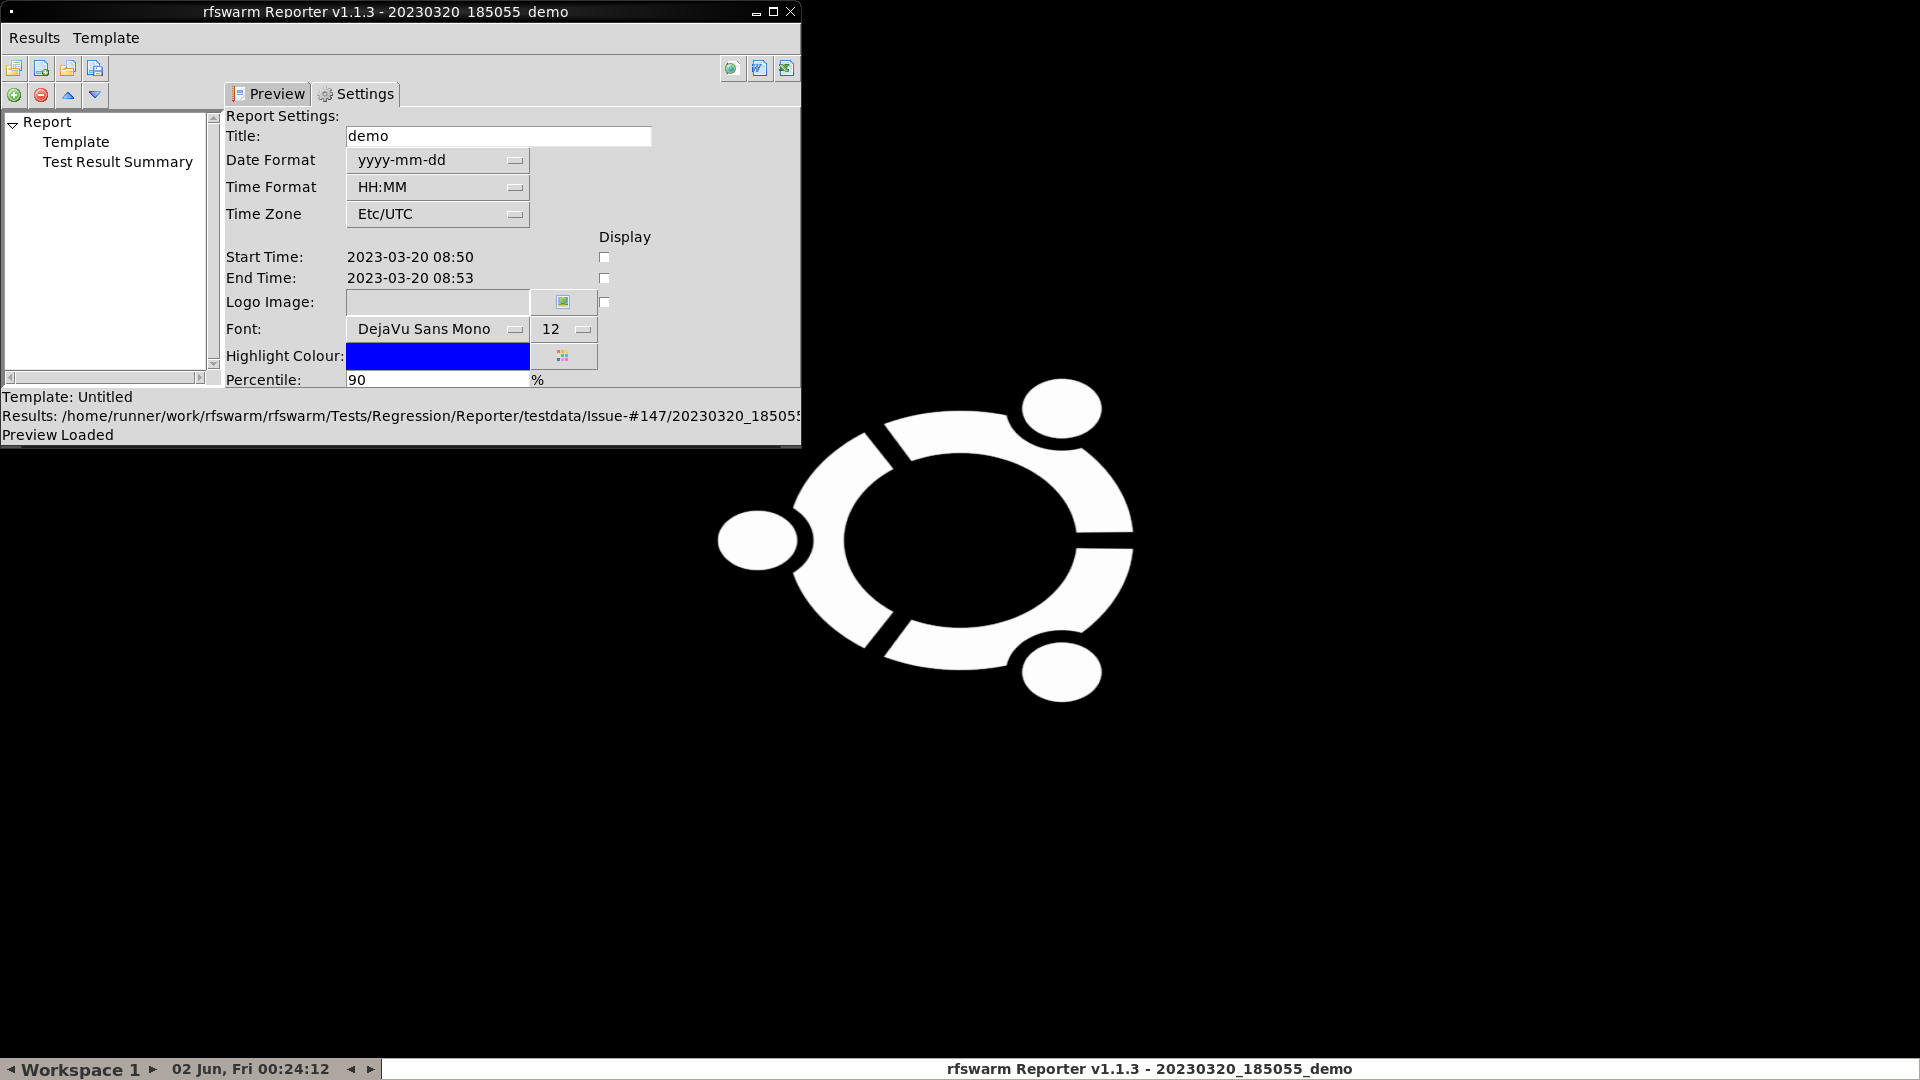 rfswarm Reporter v1.1.3 - 20230320_185055_demo
Results Template
Preview Settings
Report
Template
Test Result Summary
Report Settings:
Title: demo
Date Format yyyy-mm-dd
Time Format HH:MM
Time Zone Etc/UTC
Display
Start Time: 2023-03-20 08:50
End Time: 2023-03-20 08:53
Logo Image:
Font: DejaVu Sans Mono 12
Highlight Colour:
Percentile: 90 %
Template: Untitled
Results: /home/runner/work/rfswarm/rfswarm/Tests/Regression/Reporter/testdata/Issue-#147/20230320_185055
Preview Loaded
Workspace 1 02 Jun, Fri 00:24:12 rfswarm Reporter v1.1.3 - 20230320_185055_demo